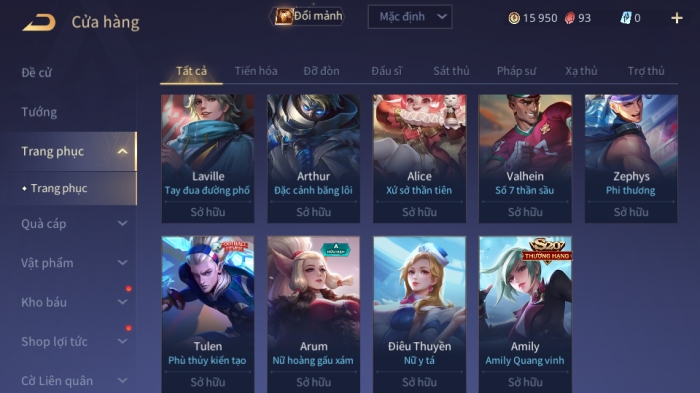 Cửa hàng
Đổi mảnh
Mặc định
15 950
93
0
Đề cử
Tướng
Trang phục
Trang phục
Quà cáp
Vật phẩm
Kho báu
Shop lợi tức
Cờ Liên quân
Tất cả
Tiến hóa
Đỡ đòn
Đấu sĩ
Sát thủ
Pháp sư
Xạ thủ
Trợ thủ
Laville
Tay đua đường phố
Sở hữu
Arthur
Đặc cảnh băng lôi
Sở hữu
Alice
Xứ sở thần tiên
Sở hữu
Valhein
Số 7 thần sầu
Sở hữu
Zephys
Phi thương
Sở hữu
Tulen
Phù thủy kiến tạo
Sở hữu
A
HỮU HẠN
Arum
Nữ hoàng gấu xám
Sở hữu
Điêu Thuyền
Nữ y tá
Sở hữu
S20
THƯỞNG HẠNG
Amily
Amily Quang vinh
Sở hữu